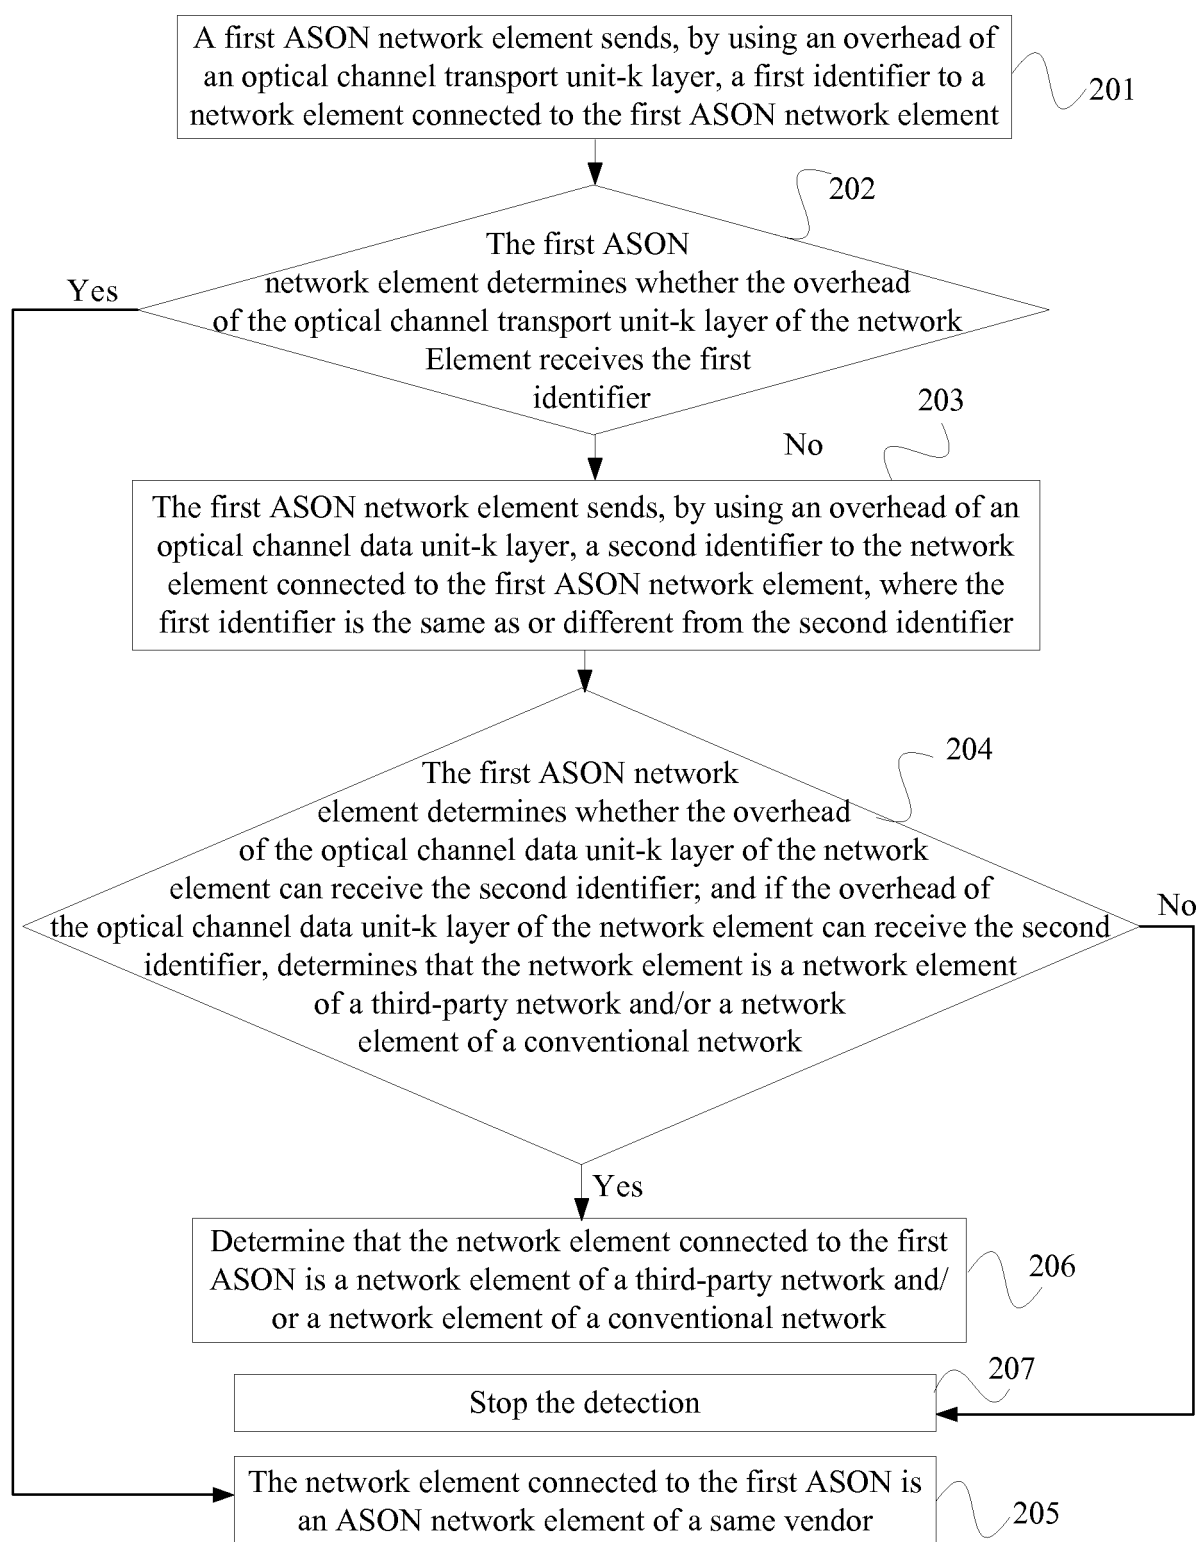 A first ASON network element sends, by using an overhead of
an optical channel transport unit-k layer, a first identifier to a
network element connected to the first ASON network element
201
202
The first ASON
network element determines whether the overhead
of the optical channel transport unit-k layer of the network
Element receives the first
identifier
Yes
No
203
The first ASON network element sends, by using an overhead of an
optical channel data unit-k layer, a second identifier to the network
element connected to the first ASON network element, where the
first identifier is the same as or different from the second identifier
204
The first ASON network
element determines whether the overhead
of the optical channel data unit-k layer of the network
element can receive the second identifier; and if the overhead of
the optical channel data unit-k layer of the network element can receive the second
identifier, determines that the network element is a network element
of a third-party network and/or a network
element of a conventional network
No
Yes
Determine that the network element connected to the first
ASON is a network element of a third-party network and/
or a network element of a conventional network
206
207
Stop the detection
The network element connected to the first ASON is
an ASON network element of a same vendor
205